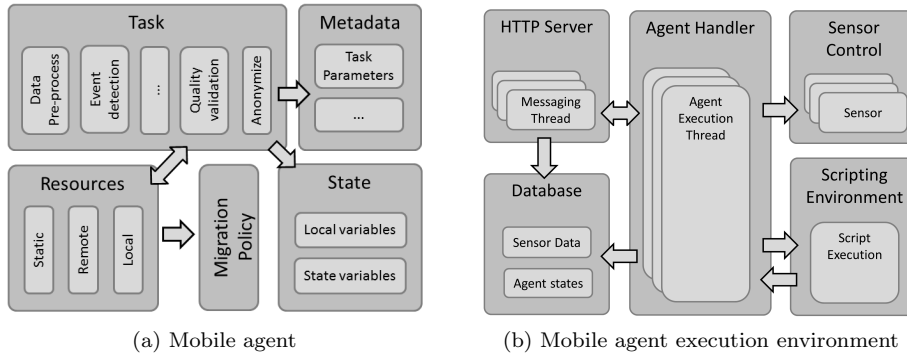 Task
Data
Pre-process
Event
detection
...
Quality
validation
Anonymize
Metadata
Task
Parameters
...
Resources
Static
Remote
Local
Migration
Policy
State
Local variables
State variables
(a) Mobile agent
HTTP Server
Messaging
Thread
Agent Handler
Agent
Execution
Thread
Sensor
Control
Sensor
Database
Sensor Data
Agent states
Scripting
Environment
Script
Execution
(b) Mobile agent execution environment